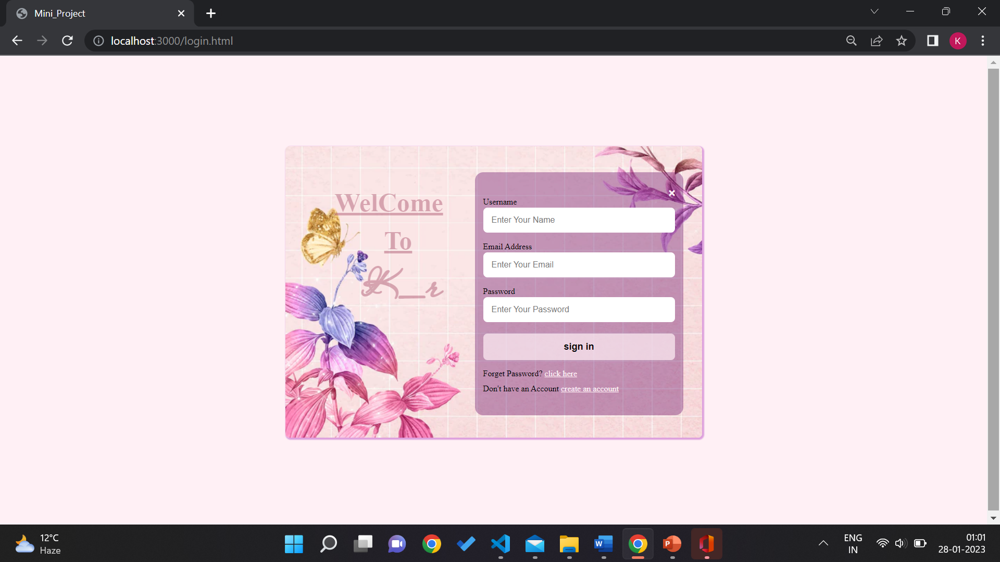 Mini_Project
localhost:3000/login.html
K
WelCome
To
K__r
Username
Enter Your Name
Email Address
Enter Your Email
Password
Enter Your Password
sign in
Forget Password? click here
Don't have an Account create an account
12°C
Haze
W
P
ENG
IN
01:01
28-01-2023